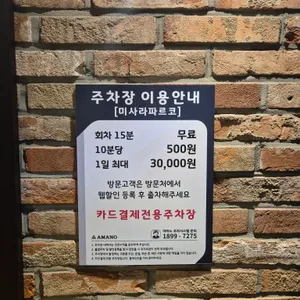 주차장 이용안내
[미사라파르코]
회차 15분 무료
10분당 500원
1일 최대 30,000원
방문고객은 방문처에서
웹할인 등록 후 출차해주세요
카드결제전용주차장
AMANO
1899 - 7275